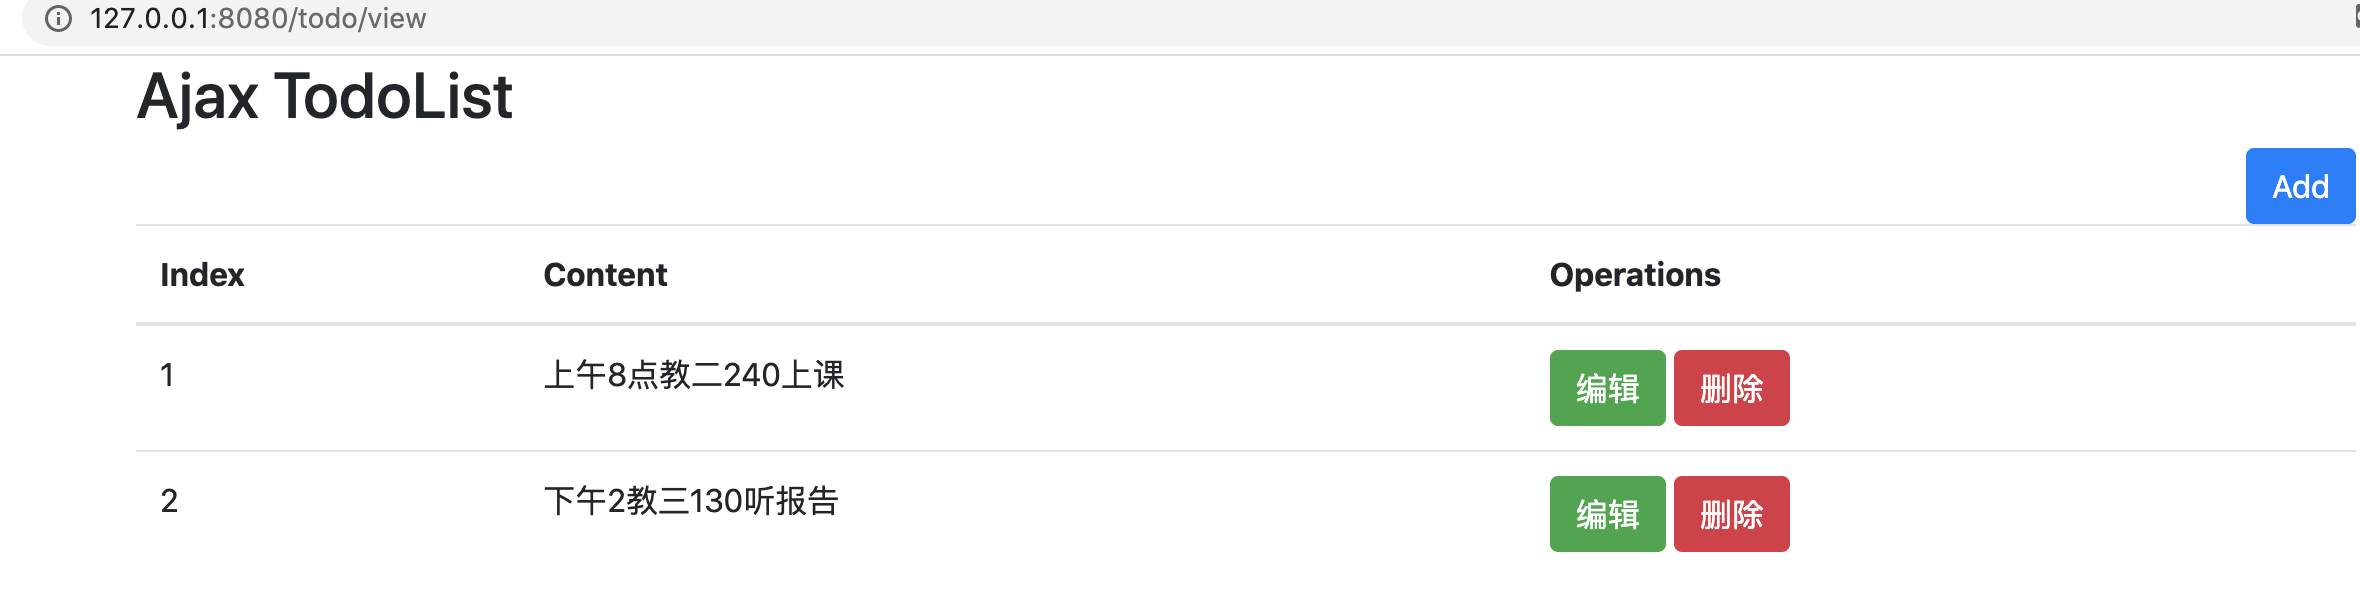 127.0.0.1:8080/todo/view
Ajax TodoList
Add
Index Content Operations
1 上午8点教二240上课 编辑 删除
2 下午2教三130听报告 编辑 删除